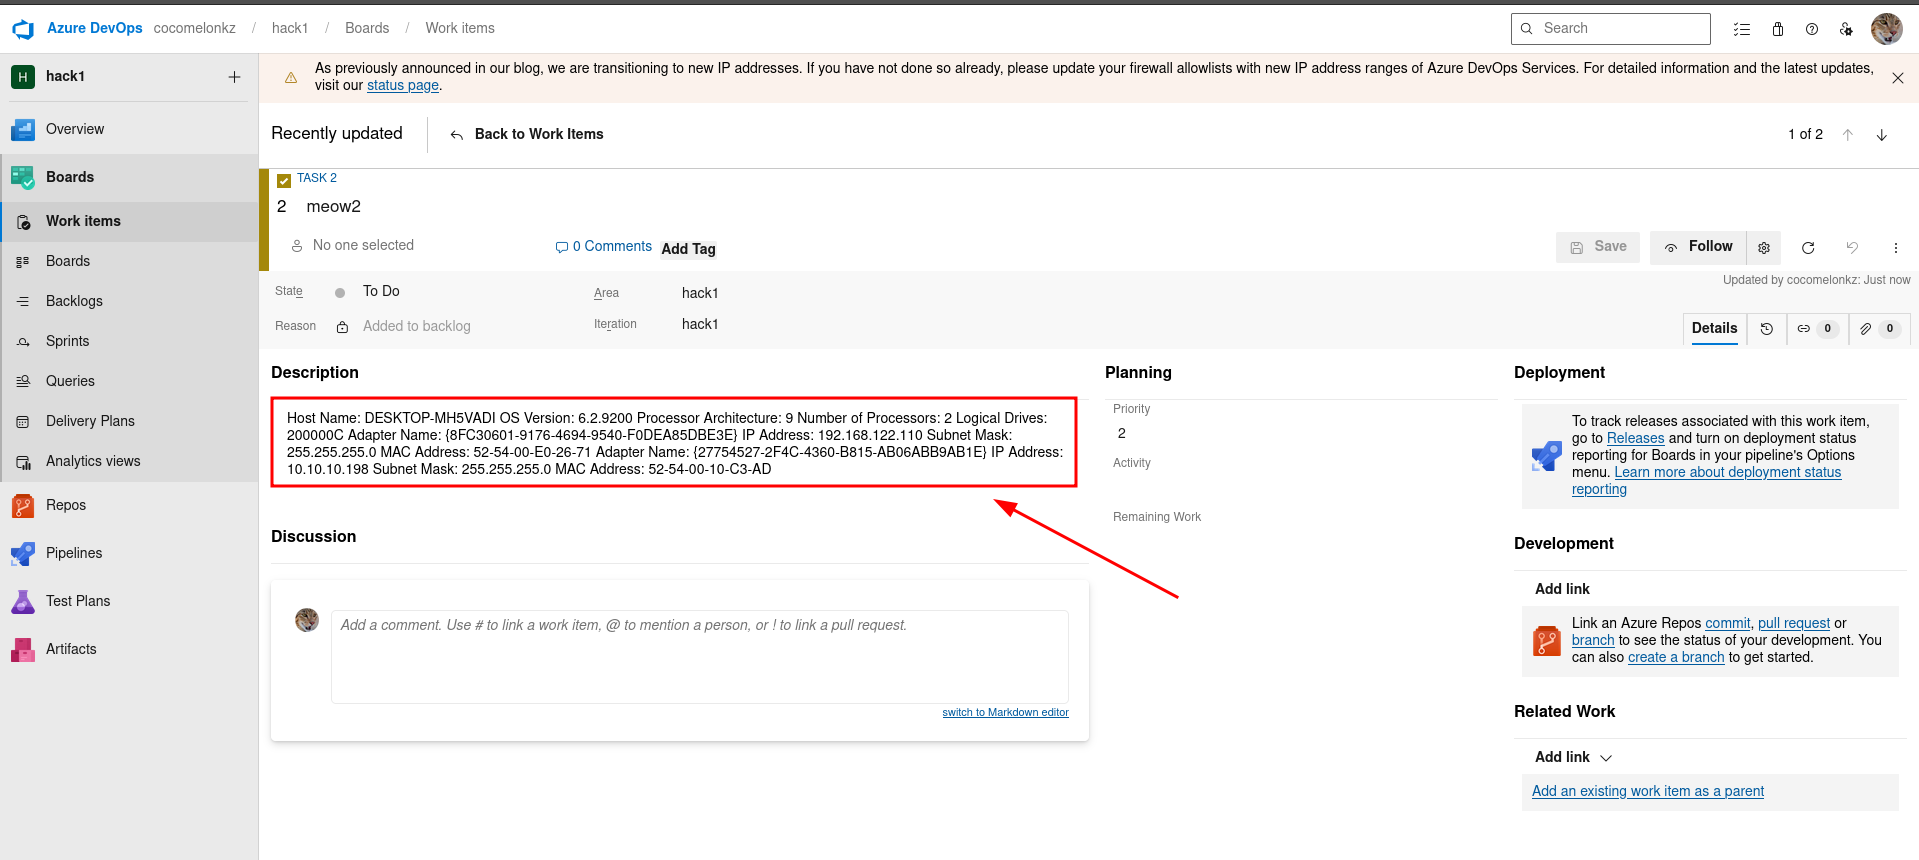 Azure DevOps cocomelonkz / hack1 / Boards / Work items Search
H hack1
Overview
Boards
Work items
Boards
Backlogs
Sprints
Queries
Delivery Plans
Analytics views
Repos
Pipelines
Test Plans
Artifacts
As previously announced in our blog, we are transitioning to new IP addresses. If you have not done so already, please update your firewall allowlists with new IP address ranges of Azure DevOps Services. For detailed information and the latest updates,
visit our status page.
Recently updated Back to Work Items 1 of 2
TASK 2
2 meow2
No one selected 0 Comments Add Tag Save Follow
Updated by cocomelonkz: Just now
State To Do Area hack1
Reason Added to backlog Iteration hack1
Details 0 0
Description
Host Name: DESKTOP-MH5VADI OS Version: 6.2.9200 Processor Architecture: 9 Number of Processors: 2 Logical Drives:
200000C Adapter Name: {8FC30601-9176-4694-9540-F0DEA85DBE3E} IP Address: 192.168.122.110 Subnet Mask:
255.255.255.0 MAC Address: 52-54-00-E0-26-71 Adapter Name: {27754527-2F4C-4360-B815-AB06ABB9AB1E} IP Address:
10.10.10.198 Subnet Mask: 255.255.255.0 MAC Address: 52-54-00-10-C3-AD
Discussion
Add a comment. Use # to link a work item, @ to mention a person, or ! to link a pull request.
switch to Markdown editor
Planning
Priority
2
Activity
Remaining Work
Deployment
To track releases associated with this work item,
go to Releases and turn on deployment status
reporting for Boards in your pipeline's Options
menu. Learn more about deployment status
reporting
Development
Add link
Link an Azure Repos commit, pull request or
branch to see the status of your development. You
can also create a branch to get started.
Related Work
Add link
Add an existing work item as a parent